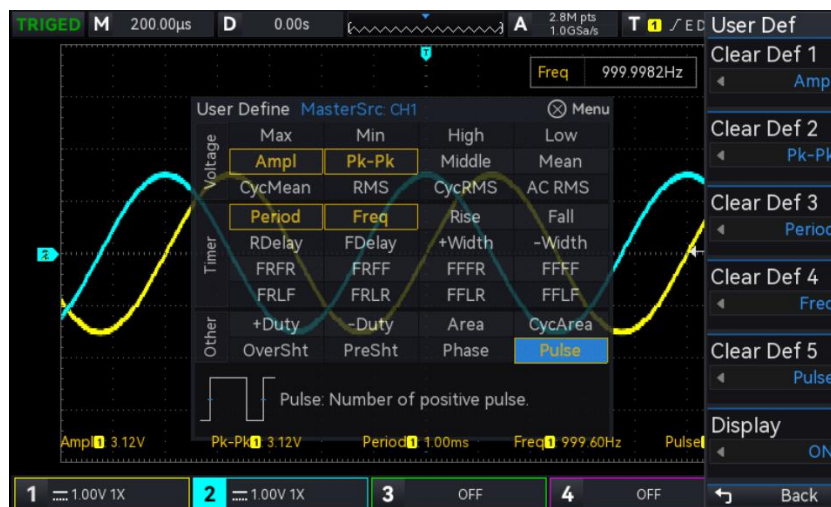 TRIGED M 200.00μs D 0.00s A 2.8M pts 1.0GSa/s T 1 ED
User Def
T
Freq 999.9982Hz
Clear Def 1
Ampl
User Define MasterSrc: CH1 Menu
Voltage
Max Min High Low
Ampl Pk-Pk Middle Mean
CycMean RMS CycRMS AC RMS
Clear Def 2
Pk-Pk
Timer
Period Freq Rise Fall
RDelay FDelay +Width -Width
FRFR FRFF FFFR FFFF
FRLF FRLR FFLR FFLF
Clear Def 3
Period
2
Clear Def 4
Freq
Other
+Duty -Duty Area CycArea
OverSht PreSht Phase Pulse
Clear Def 5
Pulse
Pulse: Number of positive pulse.
Display
ON
Ampl 1 3.12V Pk-Pk 1 3.12V Period 1 1.00ms Freq 1 999.60Hz Pulse
1 1.00V 1X 2 1.00V 1X 3 OFF 4 OFF
Back